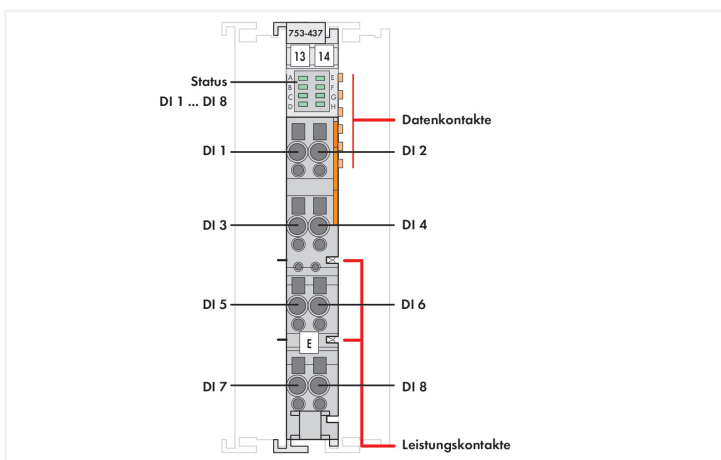 753-437
13 14
Status
DI 1 ... DI 8
A E
B F
C G
D H
Datenkontakte
DI 1 DI 2
DI 3 DI 4
DI 5 DI 6
E
DI 7 DI 8
Leistungskontakte